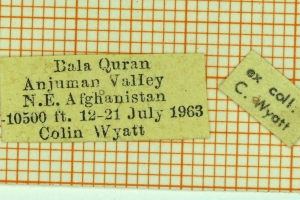 Bala Quran
Anjuman Valley
N.E. Afghanistan
-10500 ft. 12-21 July 1963
Colin Wyatt
ex coll.
C. Wyatt